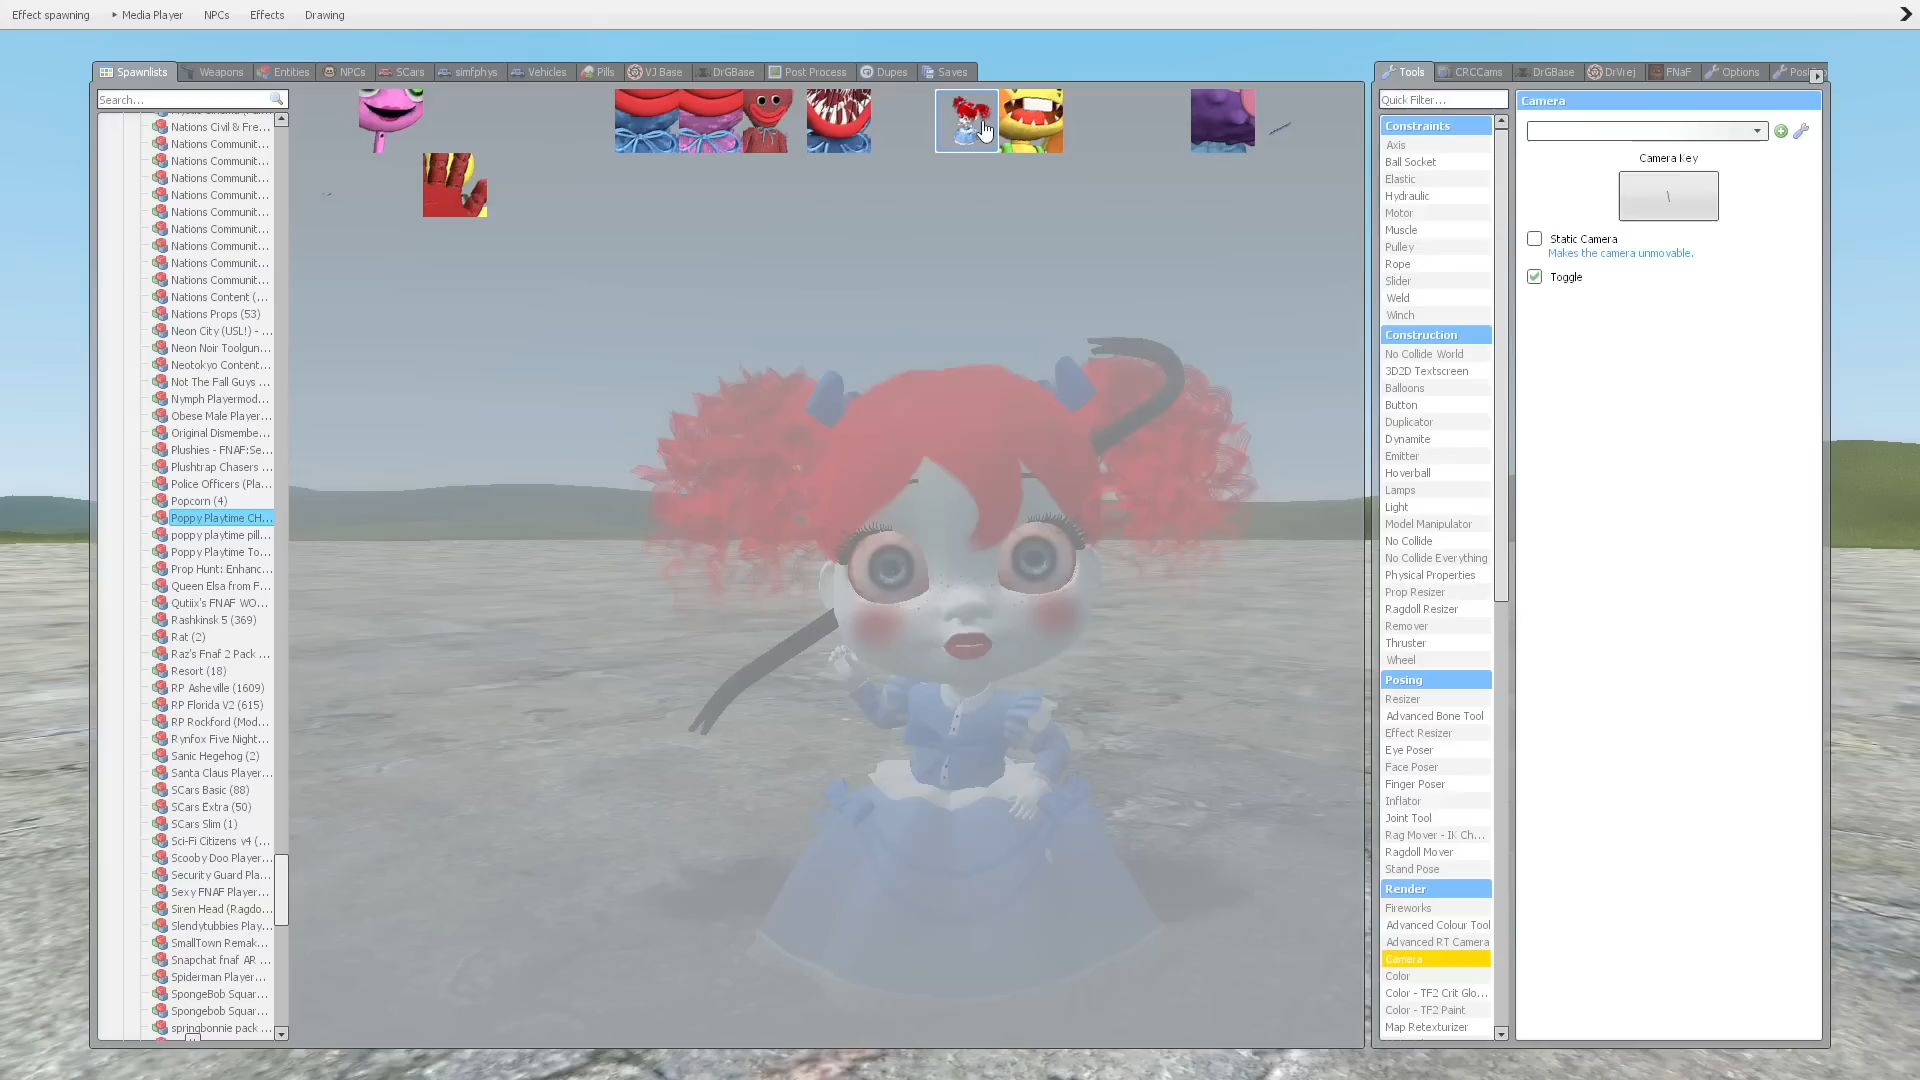 Effect spawning
Media Player
NPCs
Effects
Drawing
Spawnlists
Weapons
Entities
NPCs
SCars
simfphys
Vehicles
Pills
VJ Base
DrGBase
Post Process
Dupes
Saves
Search...
Nations Civil & Fre...
Nations Communit...
Nations Communit...
Nations Communit...
Nations Communit...
Nations Communit...
Nations Communit...
Nations Communit...
Nations Communit...
Nations Communit...
Nations Content (...
Nations Props (53)
Neon City (USL!) - ...
Neon Noir Toolgun...
Neotokyo Content...
Not The Fall Guys ...
Nymph Playermod...
Obese Male Player...
Original Dismembe...
Plushies - FNAF:Se...
Plushtrap Chasers ...
Police Officers (Pla...
Popcorn (4)
Poppy Playtime CH...
poppy playtime pill...
Poppy Playtime To...
Prop Hunt: Enhanc...
Queen Elsa from F...
Qutiix's FNAF WO...
Rashkinsk 5 (369)
Rat (2)
Raz's Fnaf 2 Pack ...
Resort (18)
RP Asheville (1609)
RP Florida V2 (615)
RP Rockford (Mod...
Rynfox Five Night...
Sanic Hegehog (2)
Santa Claus Player...
SCars Basic (88)
SCars Extra (50)
SCars Slim (1)
Sci-Fi Citizens v4 (...
Scooby Doo Player...
Security Guard Pla...
Sexy FNAF Player...
Siren Head (Ragdo...
Slendytubbies Play...
SmallTown Remak...
Snapchat fnaf AR ...
Spiderman Player...
SpongeBob Squar...
Spongebob Squar...
springbonnie pack ...
Tools
CRCCams
DrGBase
DrVrej
FNaF
Options
Quick Filter...
Constraints
Axis
Ball Socket
Elastic
Hydraulic
Motor
Muscle
Pulley
Rope
Slider
Weld
Winch
Construction
No Collide World
3D2D Textscreen
Balloons
Button
Duplicator
Dynamite
Emitter
Hoverball
Lamps
Light
Model Manipulator
No Collide
No Collide Everything
Physical Properties
Prop Resizer
Ragdoll Resizer
Remover
Thruster
Wheel
Posing
Resizer
Advanced Bone Tool
Effect Resizer
Eye Poser
Face Poser
Finger Poser
Inflator
Joint Tool
Rag Mover - IK Ch...
Ragdoll Mover
Stand Pose
Render
Fireworks
Advanced Colour Tool
Advanced RT Camera
Camera
Color
Color - TF2 Crit Glo...
Color - TF2 Paint
Map Retexturizer
Camera
Camera Key
\
Static Camera
Makes the camera unmovable.
Toggle